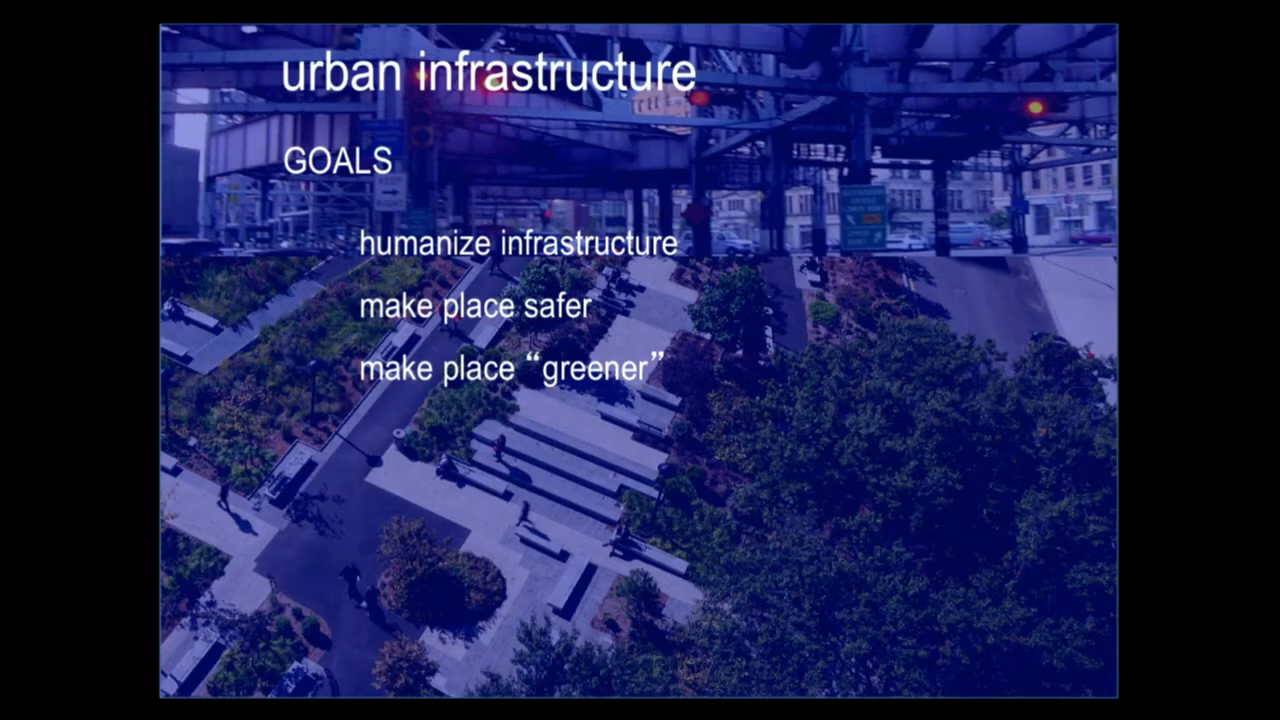 urban infrastructure
GOALS
humanize infrastructure
make place safer
make place “greener”